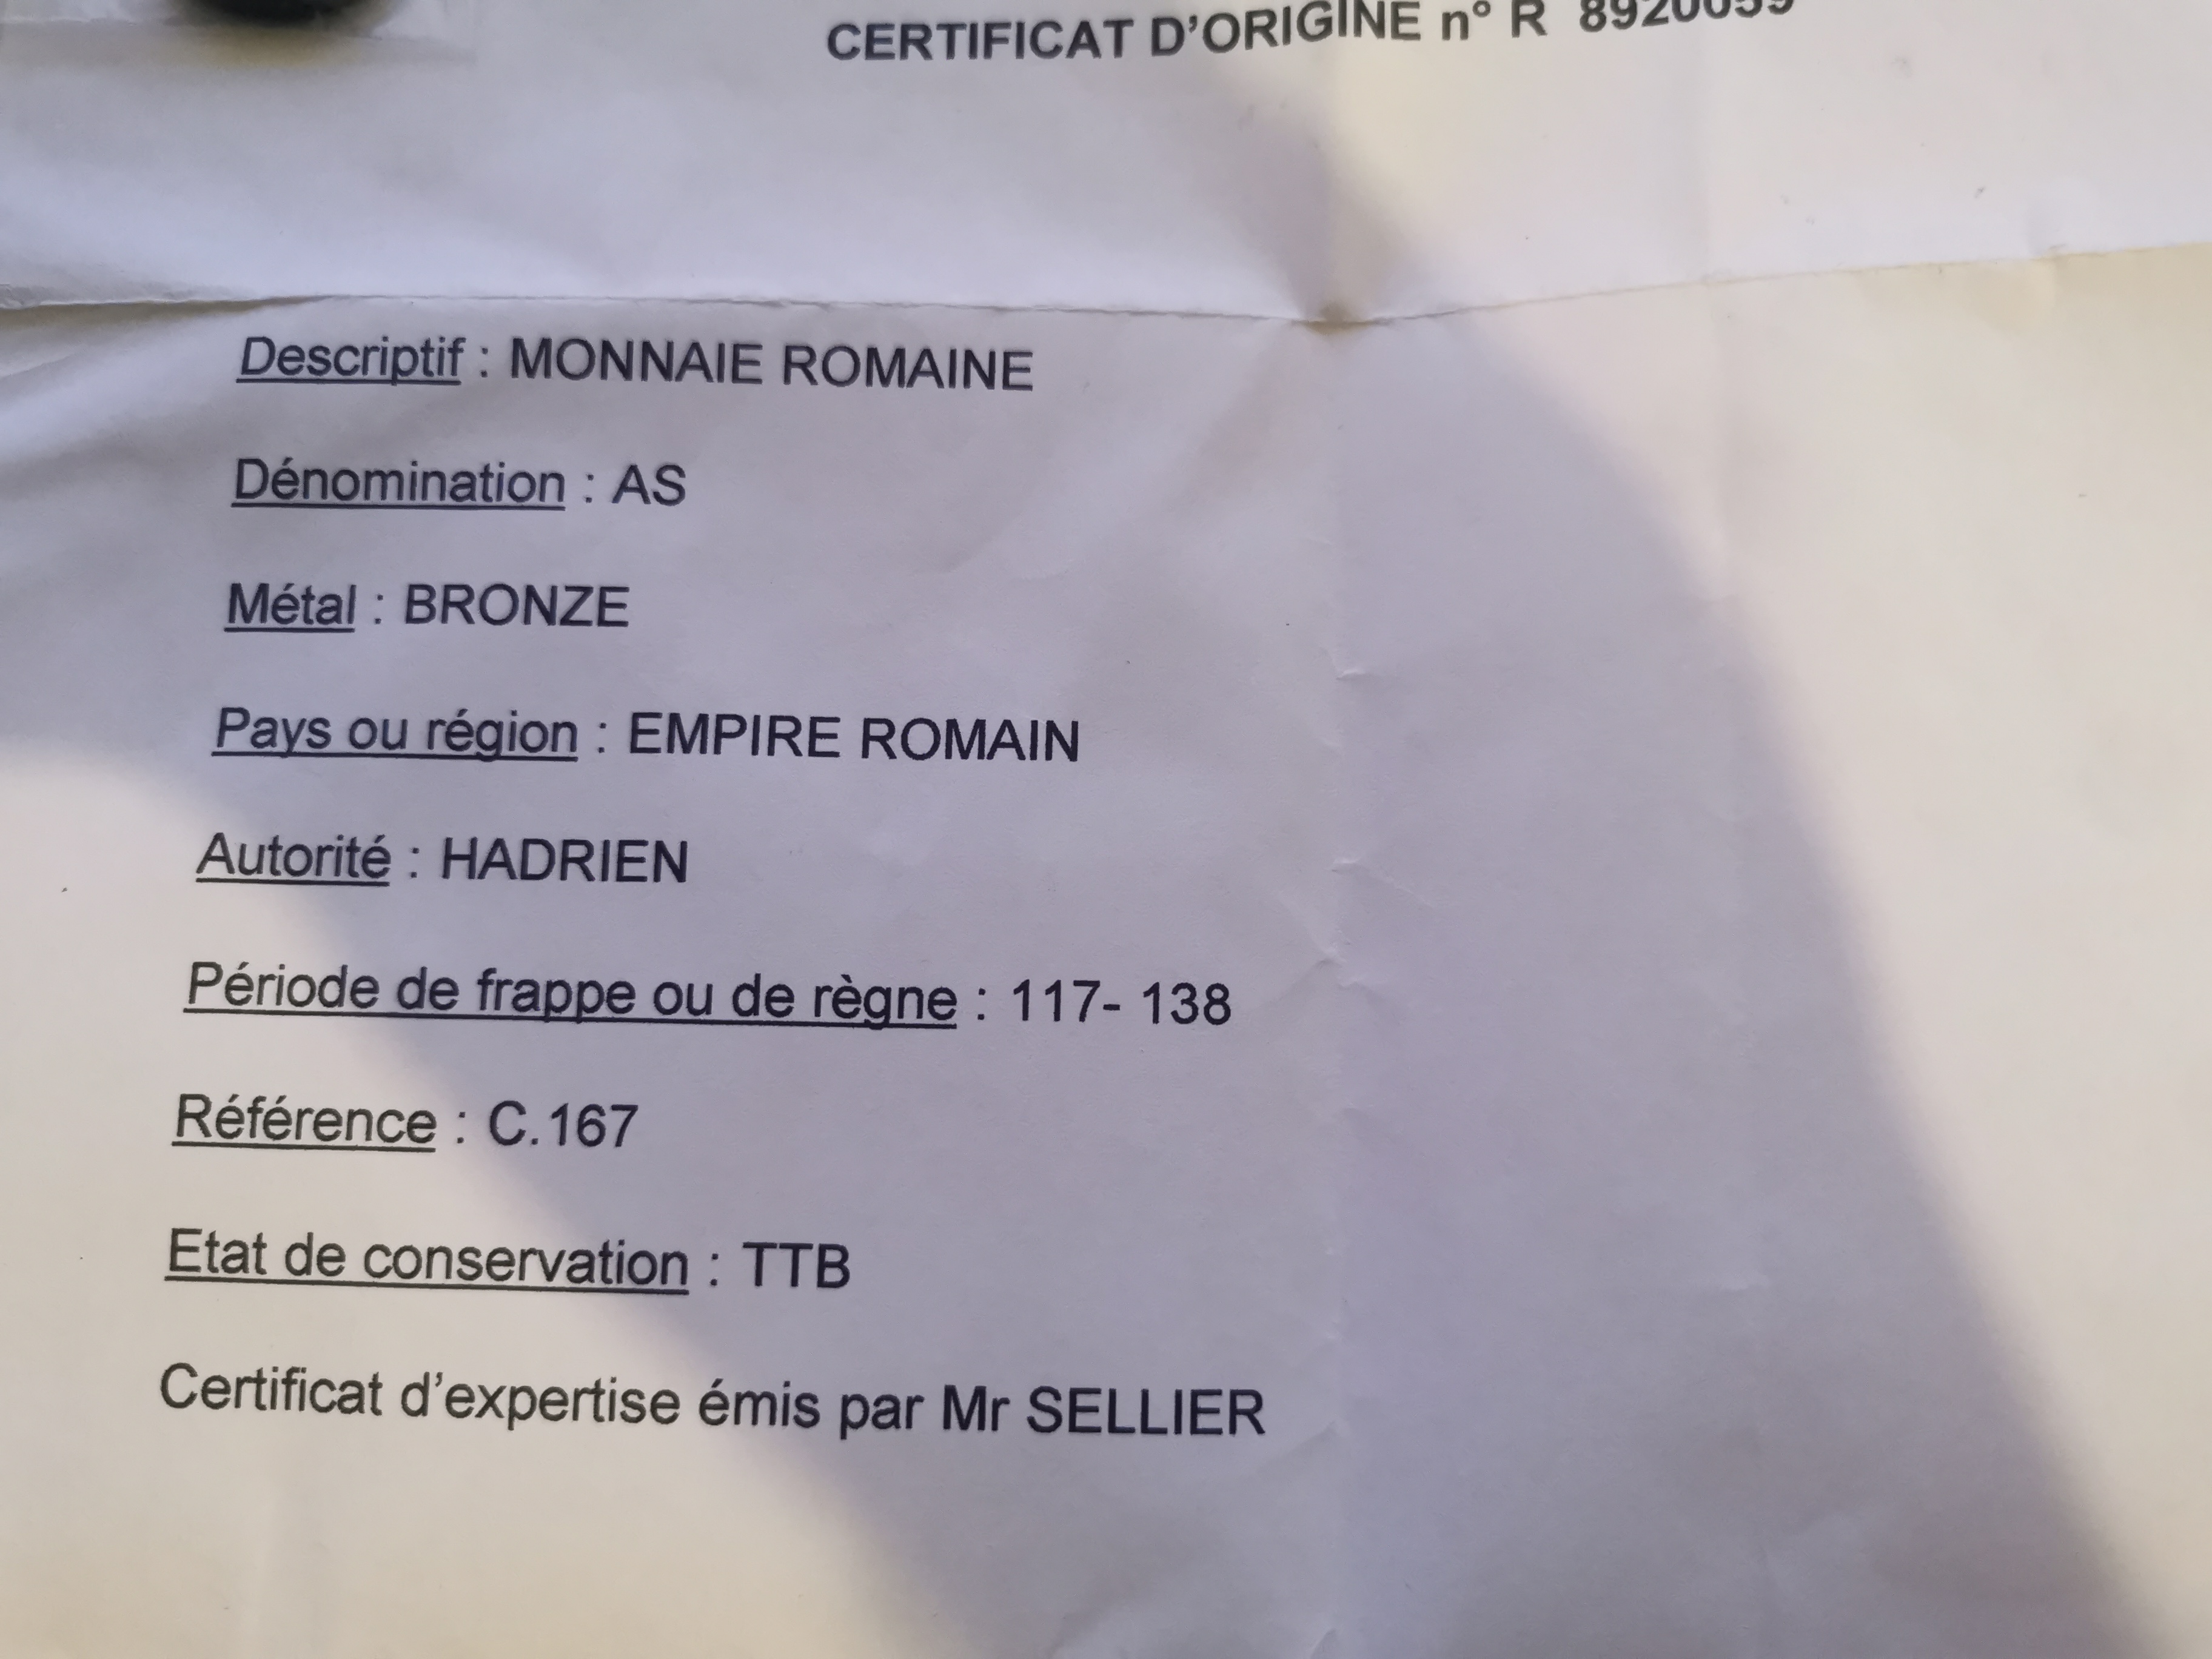 CERTIFICAT D'ORIGINE n° R 8920059
Descriptif : MONNAIE ROMAINE
Dénomination : AS
Métal : BRONZE
Pays ou région : EMPIRE ROMAIN
Autorité : HADRIEN
Période de frappe ou de règne : 117- 138
Référence : C.167
Etat de conservation : TTB
Certificat d'expertise émis par Mr SELLIER